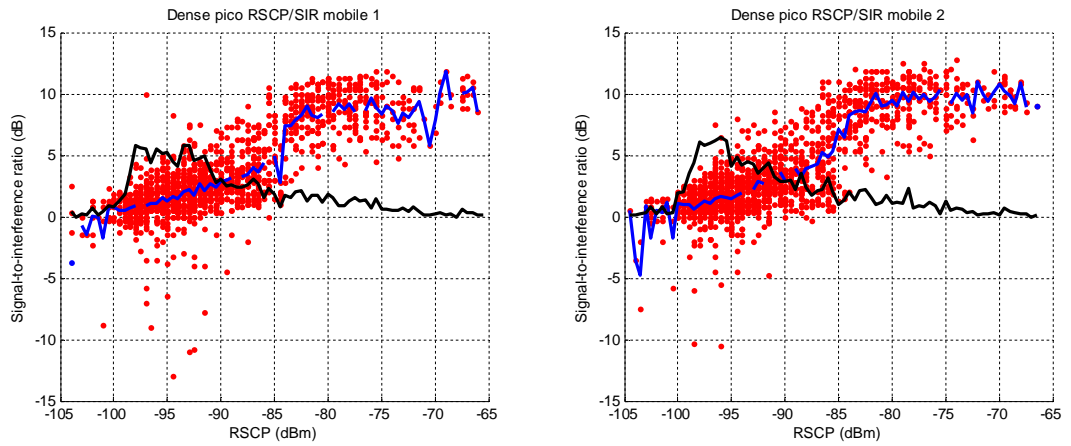 Dense pico RSCP/SIR mobile 1
Signal-to-interference ratio (dB)
15
10
5
0
-5
-10
-15
-105 -100 -95 -90 -85 -80 -75 -70 -65
RSCP (dBm)
Dense pico RSCP/SIR mobile 2
Signal-to-interference ratio (dB)
15
10
5
0
-5
-10
-15
-105 -100 -95 -90 -85 -80 -75 -70 -65
RSCP (dBm)